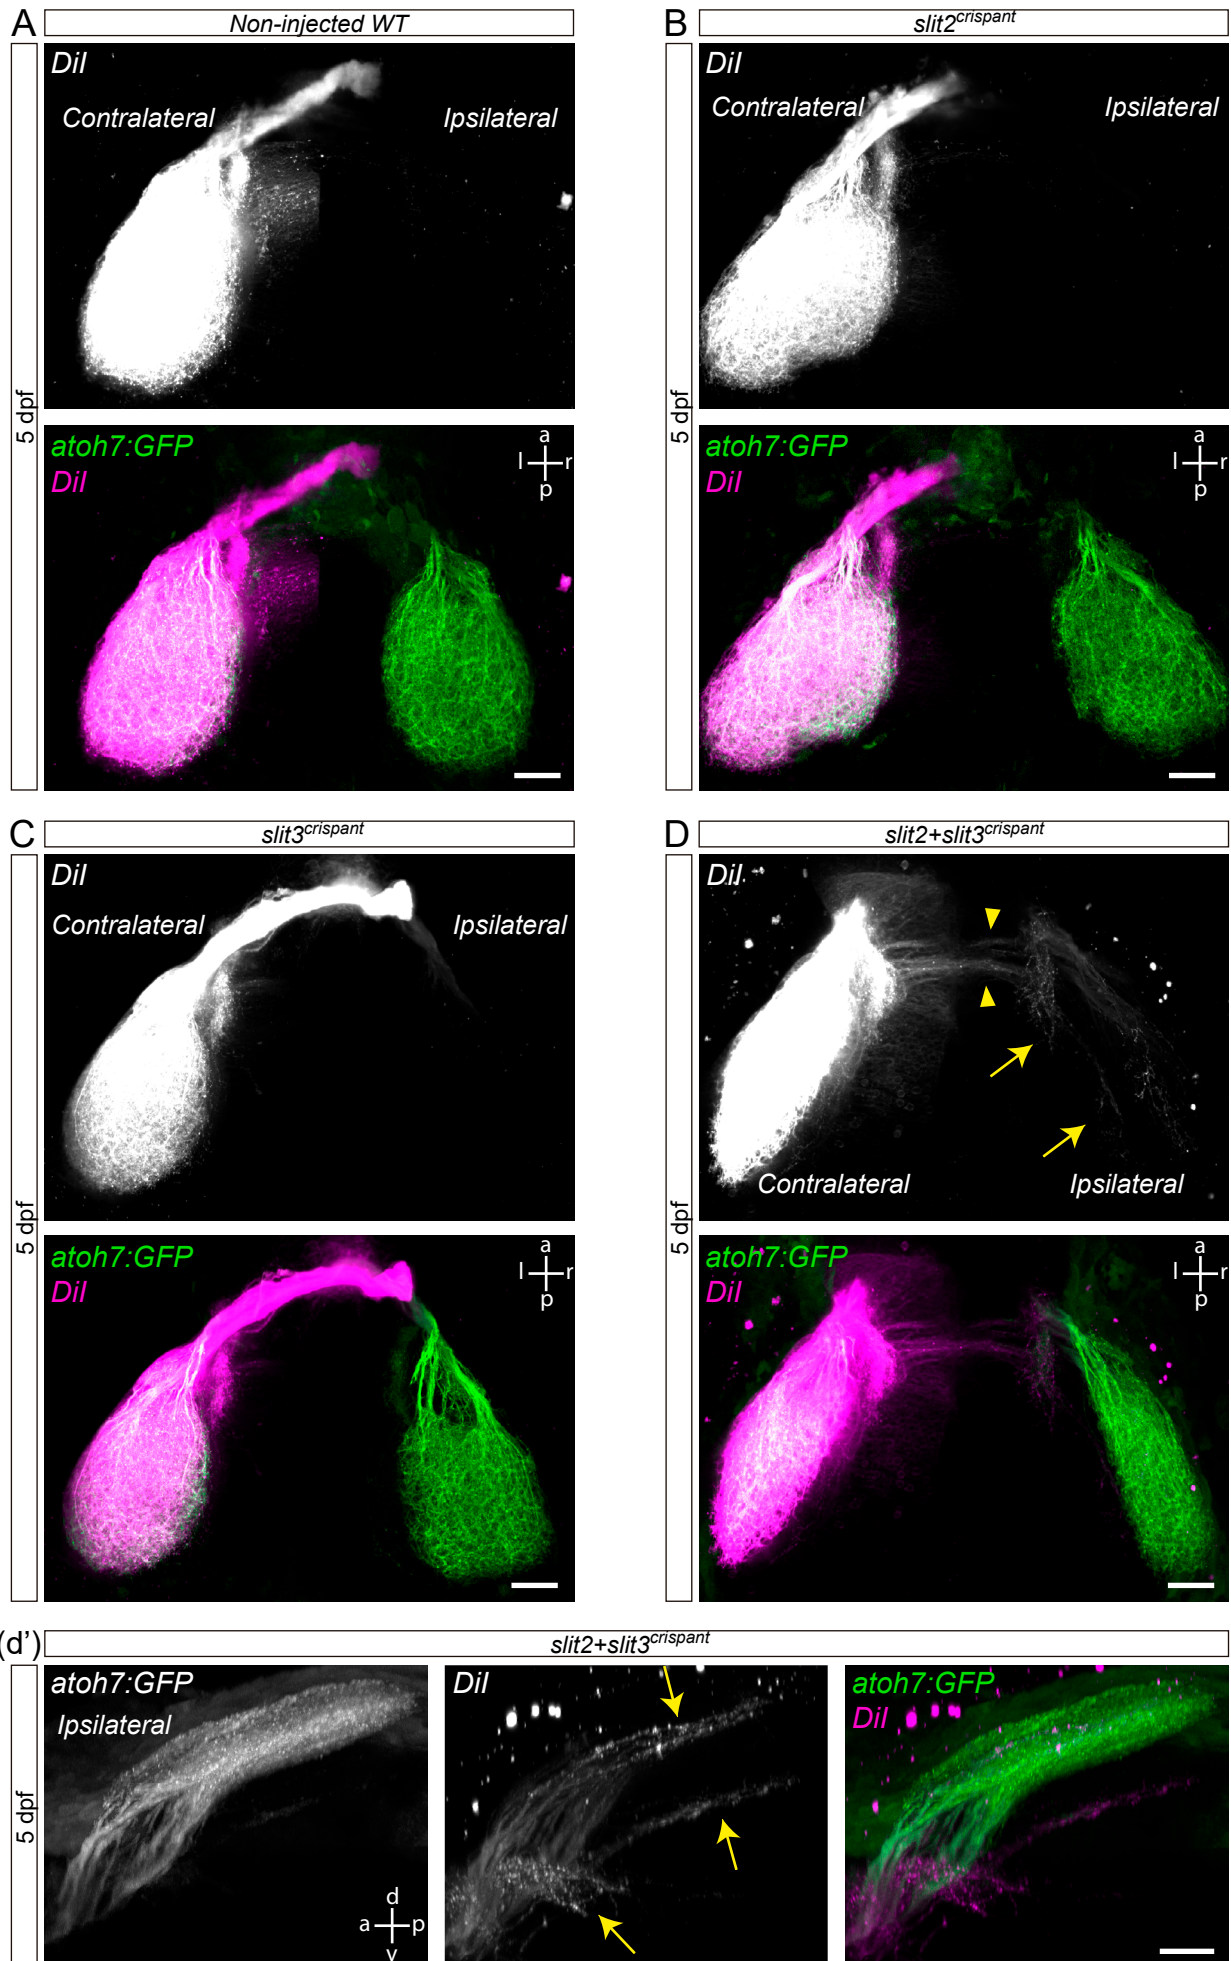 A
Non-injected WT
5 dpf
DiI
Contralateral
Ipsilateral
atoh7:GFP
DiI
a
l r
p
B
slit2crispant
5 dpf
DiI
Contralateral
Ipsilateral
atoh7:GFP
DiI
a
l r
p
C
slit3crispant
5 dpf
DiI
Contralateral
Ipsilateral
atoh7:GFP
DiI
a
l r
p
D
slit2+slit3crispant
5 dpf
DiI
Contralateral
Ipsilateral
atoh7:GFP
DiI
a
l r
p
(d')
slit2+slit3crispant
5 dpf
atoh7:GFP
Ipsilateral
d
a p
v
DiI
atoh7:GFP
DiI